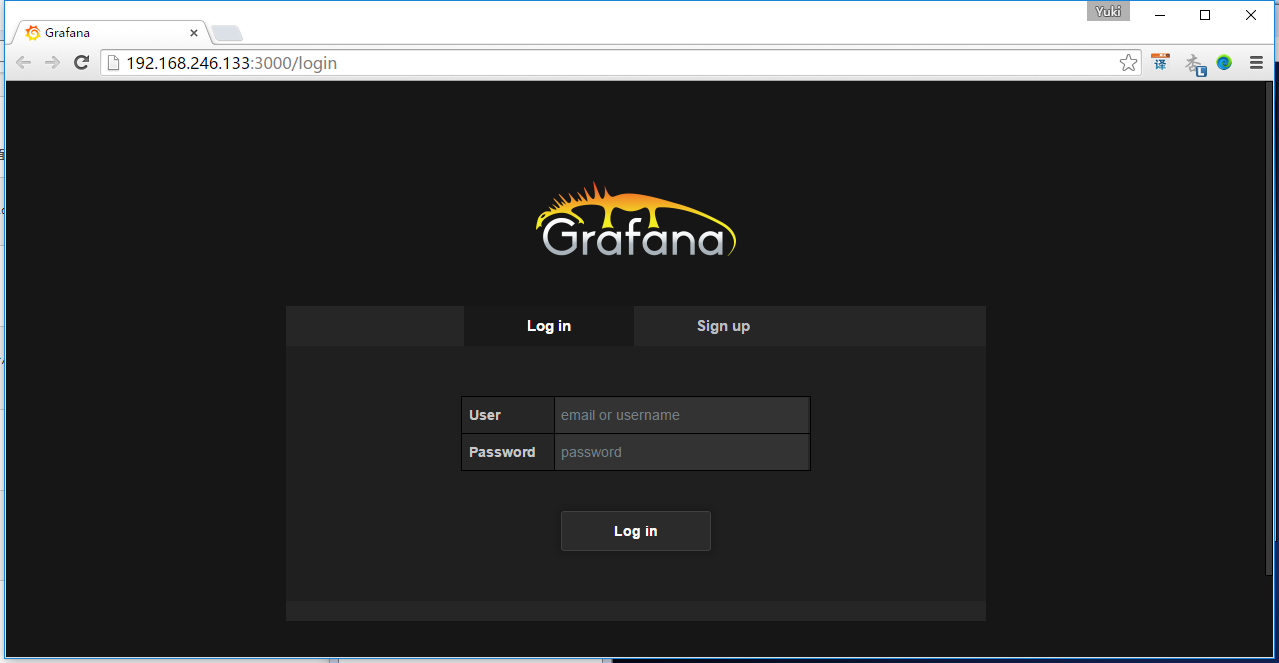 Yuki
Grafana
192.168.246.133:3000/login
译
Grafana
Log in Sign up
User email or username
Password password
Log in